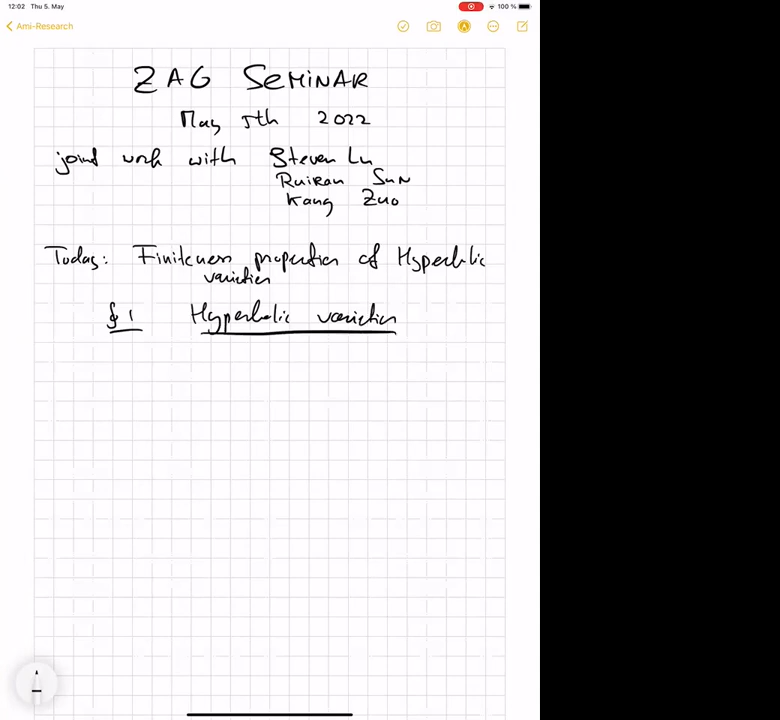 12:02 Thu 5. May 100 %
Ami-Research
ZAG SEMINAR
May 5th 2022
joint work with Steven Lu
Ruiran Sun
Kang Zuo
Today: Finiteness properties of Hyperbolic
varieties
§ 1 Hyperbolic varieties